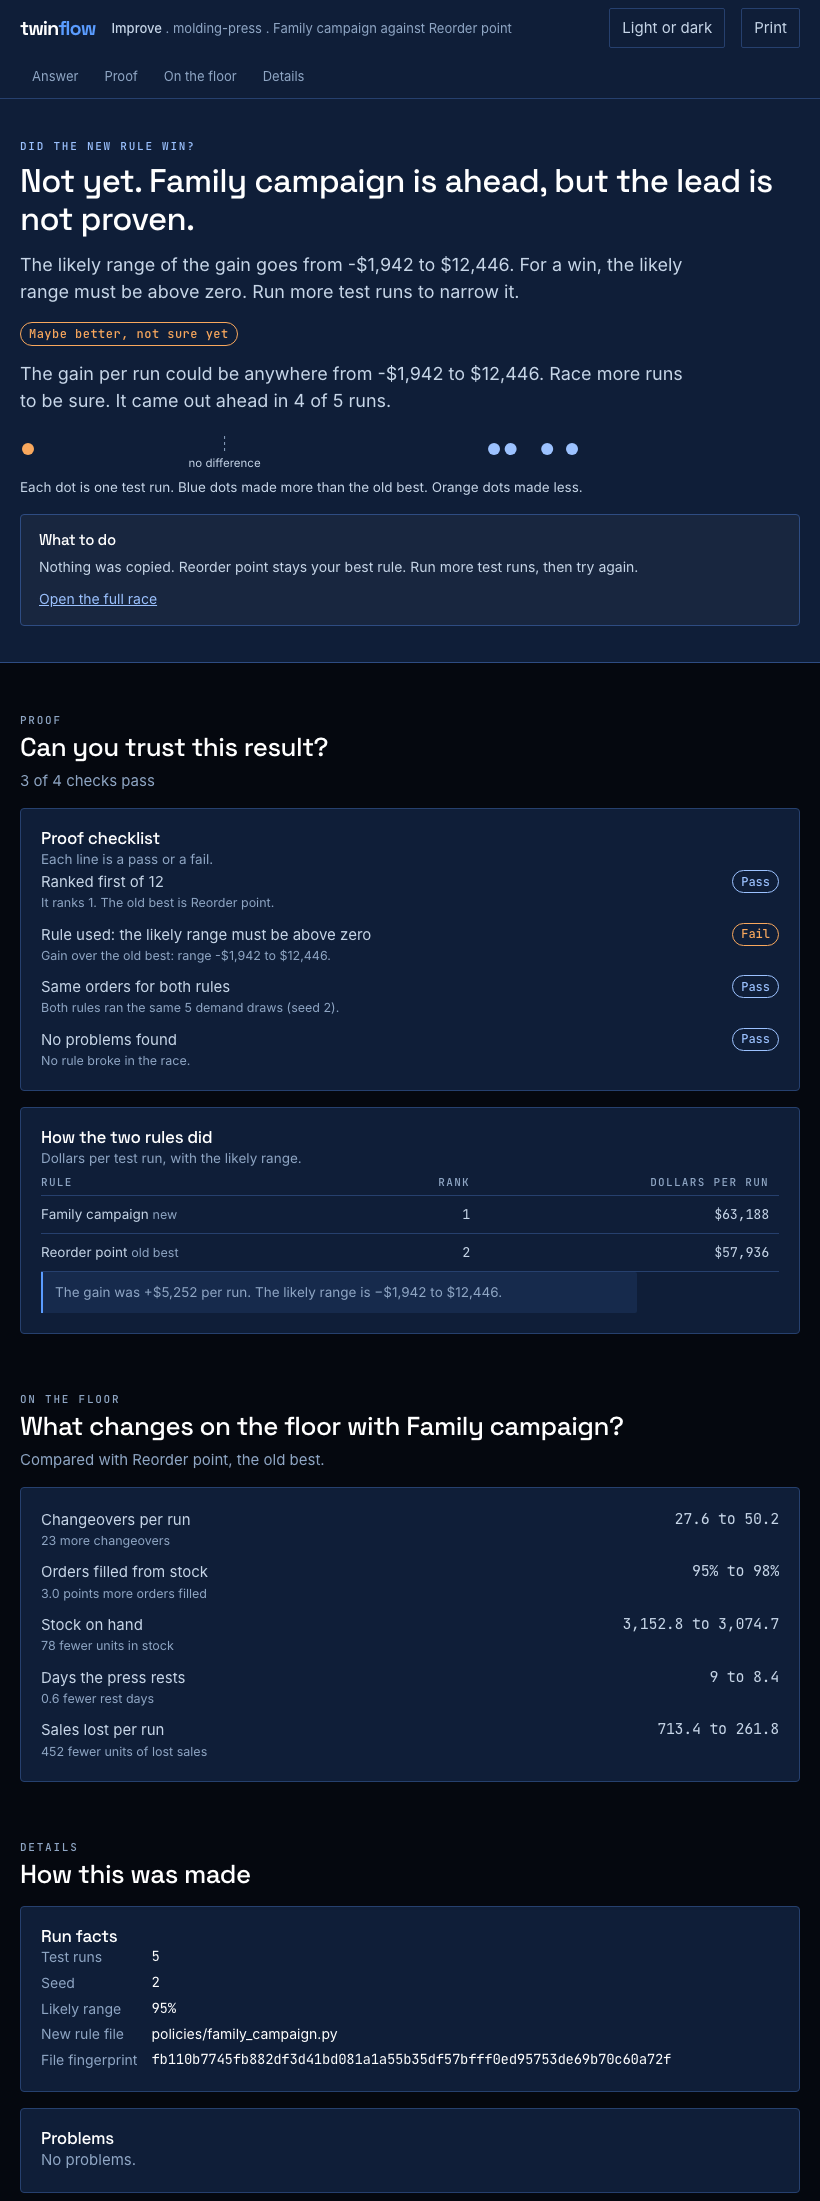 twinflow Improve . molding-press . Family campaign against Reorder point Light or dark Print
Answer Proof On the floor Details
DID THE NEW RULE WIN?
Not yet. Family campaign is ahead, but the lead is
not proven.
The likely range of the gain goes from -$1,942 to $12,446. For a win, the likely
range must be above zero. Run more test runs to narrow it.
Maybe better, not sure yet
The gain per run could be anywhere from -$1,942 to $12,446. Race more runs
to be sure. It came out ahead in 4 of 5 runs.
no difference
Each dot is one test run. Blue dots made more than the old best. Orange dots made less.
What to do
Nothing was copied. Reorder point stays your best rule. Run more test runs, then try again.
Open the full race
PROOF
Can you trust this result?
3 of 4 checks pass
Proof checklist
Each line is a pass or a fail.
Ranked first of 12 Pass
It ranks 1. The old best is Reorder point.
Rule used: the likely range must be above zero Fail
Gain over the old best: range -$1,942 to $12,446.
Same orders for both rules Pass
Both rules ran the same 5 demand draws (seed 2).
No problems found Pass
No rule broke in the race.
How the two rules did
Dollars per test run, with the likely range.
RULE RANK DOLLARS PER RUN
Family campaign new 1 $63,188
Reorder point old best 2 $57,936
The gain was +$5,252 per run. The likely range is −$1,942 to $12,446.
ON THE FLOOR
What changes on the floor with Family campaign?
Compared with Reorder point, the old best.
Changeovers per run 27.6 to 50.2
23 more changeovers
Orders filled from stock 95% to 98%
3.0 points more orders filled
Stock on hand 3,152.8 to 3,074.7
78 fewer units in stock
Days the press rests 9 to 8.4
0.6 fewer rest days
Sales lost per run 713.4 to 261.8
452 fewer units of lost sales
DETAILS
How this was made
Run facts
Test runs 5
Seed 2
Likely range 95%
New rule file policies/family_campaign.py
File fingerprint fb110b7745fb882df3d41bd081a1a55b35df57bfff0ed95753de69b70c60a72f
Problems
No problems.